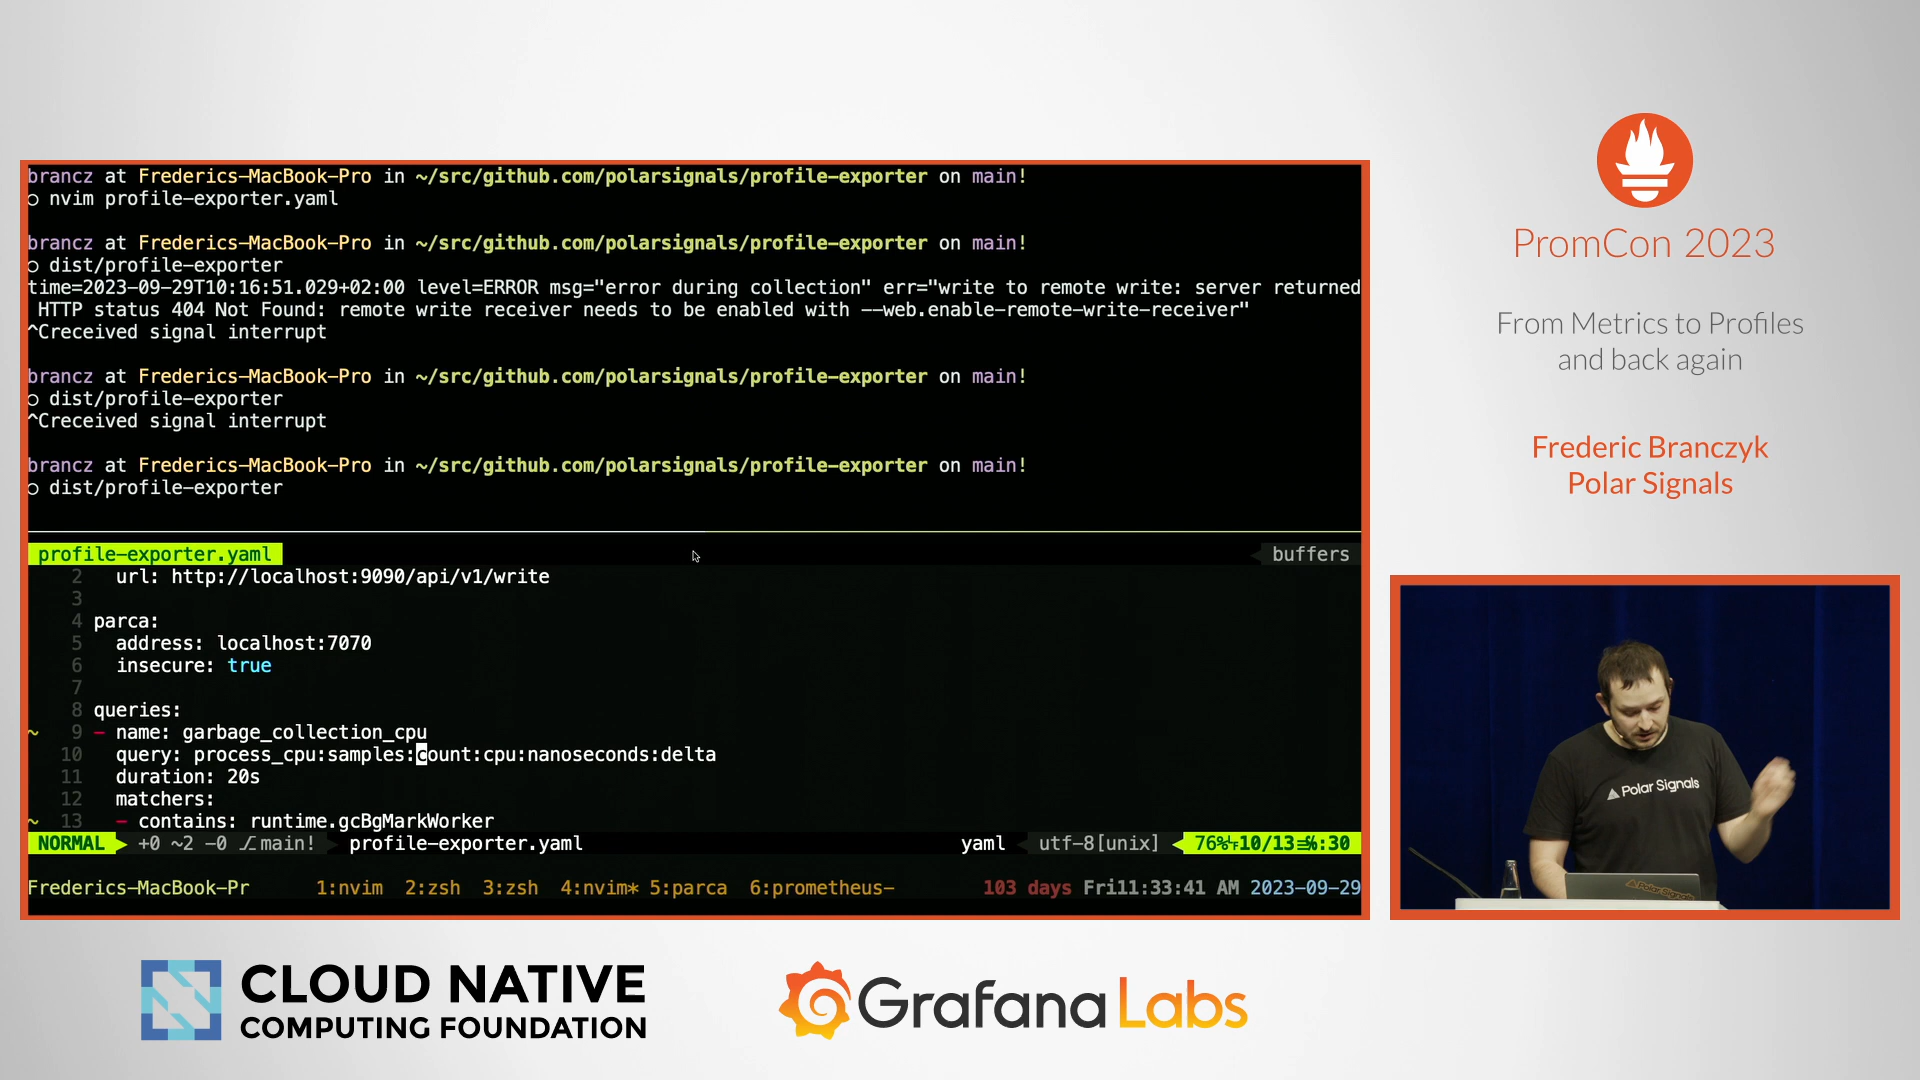 brancz at Frederics-MacBook-Pro in ~/src/github.com/polarsignals/profile-exporter on main!
○ nvim profile-exporter.yaml
brancz at Frederics-MacBook-Pro in ~/src/github.com/polarsignals/profile-exporter on main!
○ dist/profile-exporter
time=2023-09-29T10:16:51.029+02:00 level=ERROR msg="error during collection" err="write to remote write: server returned
HTTP status 404 Not Found: remote write receiver needs to be enabled with --web.enable-remote-write-receiver"
^Creceived signal interrupt
brancz at Frederics-MacBook-Pro in ~/src/github.com/polarsignals/profile-exporter on main!
○ dist/profile-exporter
^Creceived signal interrupt
brancz at Frederics-MacBook-Pro in ~/src/github.com/polarsignals/profile-exporter on main!
○ dist/profile-exporter
profile-exporter.yaml buffers
2 url: http://localhost:9090/api/v1/write
3
4 parca:
5 address: localhost:7070
6 insecure: true
7
8 queries:
~ 9 - name: garbage_collection_cpu
10 query: process_cpu:samples:count:cpu:nanoseconds:delta
11 duration: 20s
12 matchers:
~ 13 - contains: runtime.gcBgMarkWorker
NORMAL +0 ~2 -0 main! profile-exporter.yaml yaml utf-8[unix] 76% 10/13 :30
Frederics-MacBook-Pr 1:nvim 2:zsh 3:zsh 4:nvim* 5:parca 6:prometheus- 103 days Fri11:33:41 AM 2023-09-29
PromCon 2023
From Metrics to Profiles
and back again
Frederic Branczyk
Polar Signals
Polar Signals
Polar Signals
CLOUD NATIVE
COMPUTING FOUNDATION
Grafana Labs